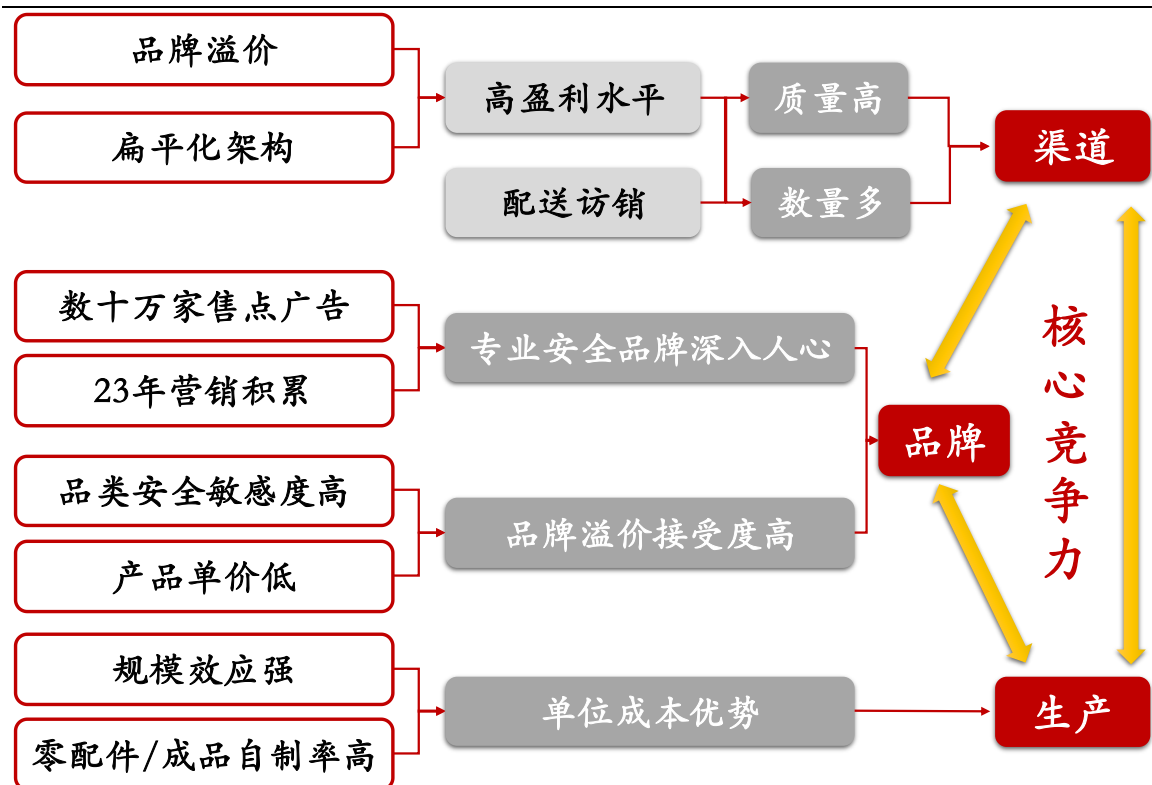 品牌溢价
扁平化架构
高盈利水平
配送访销
质量高
数量多
渠道
数十万家售点广告
23年营销积累
专业安全品牌深入人心
品类安全敏感度高
产品单价低
品牌溢价接受度高
品牌
核心竞争力
规模效应强
零配件/成品自制率高
单位成本优势
生产